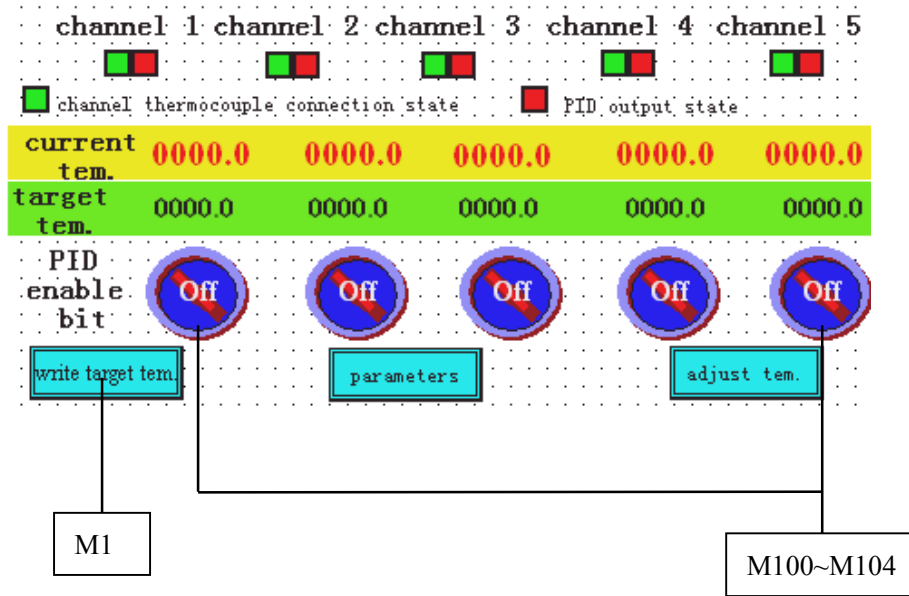 channel 1 channel 2 channel 3 channel 4 channel 5
channel thermocouple connection state PID output state
current tem. 0000.0 0000.0 0000.0 0000.0 0000.0
target tem. 0000.0 0000.0 0000.0 0000.0 0000.0
PID enable bit Off Off Off Off Off
write target tem. parameters adjust tem.
M1
M100~M104